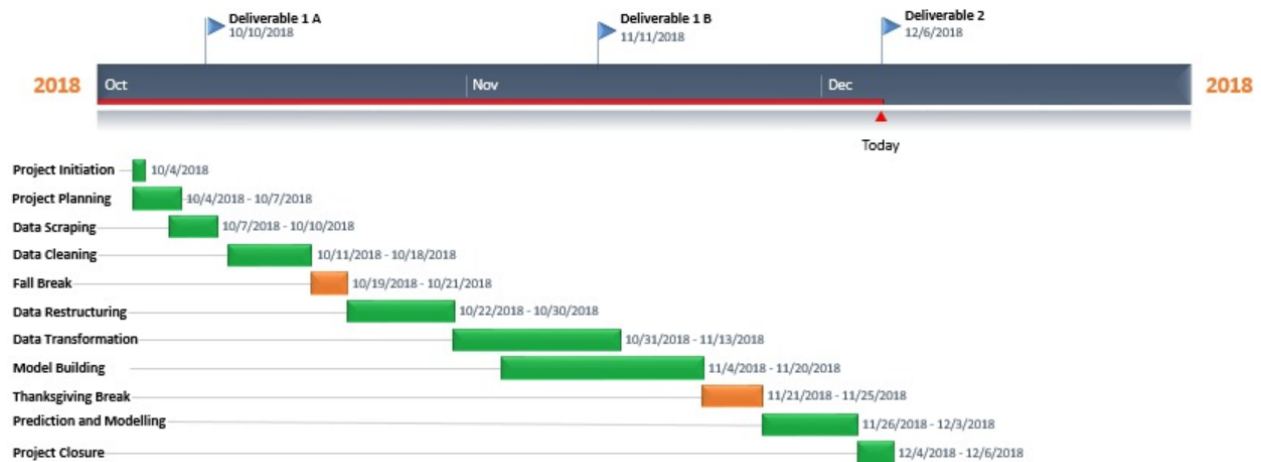 Deliverable 1 A
10/10/2018
Deliverable 1 B
11/11/2018
Deliverable 2
12/6/2018
2018
Oct
Nov
Dec
2018
Today
Project Initiation 10/4/2018
Project Planning 10/4/2018 - 10/7/2018
Data Scraping 10/7/2018 - 10/10/2018
Data Cleaning 10/11/2018 - 10/18/2018
Fall Break 10/19/2018 - 10/21/2018
Data Restructuring 10/22/2018 - 10/30/2018
Data Transformation 10/31/2018 - 11/13/2018
Model Building 11/4/2018 - 11/20/2018
Thanksgiving Break 11/21/2018 - 11/25/2018
Prediction and Modelling 11/26/2018 - 12/3/2018
Project Closure 12/4/2018 - 12/6/2018